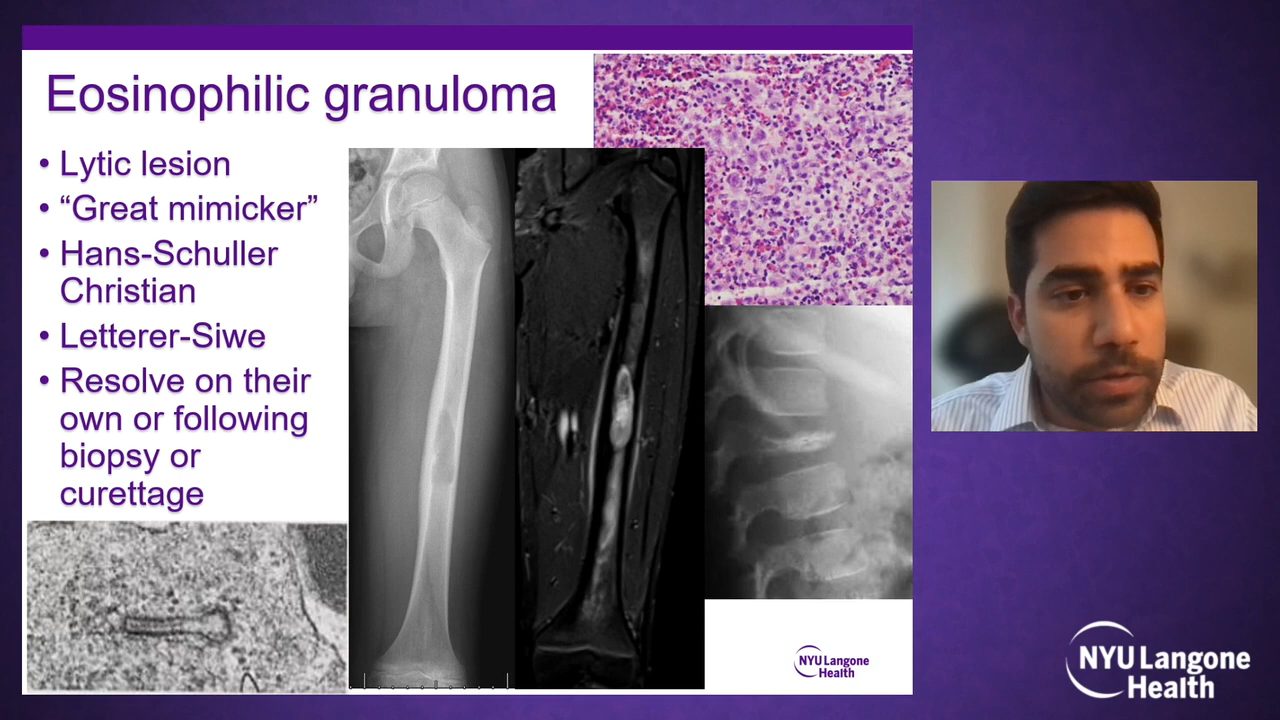 Eosinophilic granuloma
• Lytic lesion
• “Great mimicker”
• Hans-Schuller
Christian
• Letterer-Siwe
• Resolve on their
own or following
biopsy or
curettage
NYU Langone
Health
NYU Langone
Health